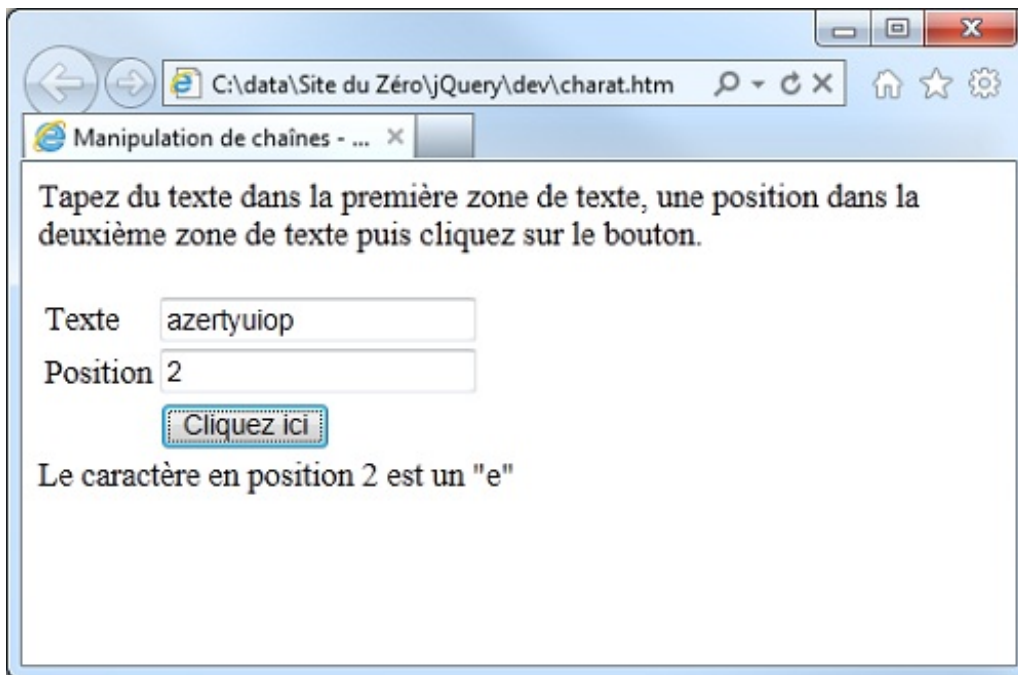 C:\data\Site du Zéro\jQuery\dev\charat.htm
Manipulation de chaînes - ...
Tapez du texte dans la première zone de texte, une position dans la
deuxième zone de texte puis cliquez sur le bouton.
Texte azertyuiop
Position 2
Cliquez ici
Le caractère en position 2 est un "e"